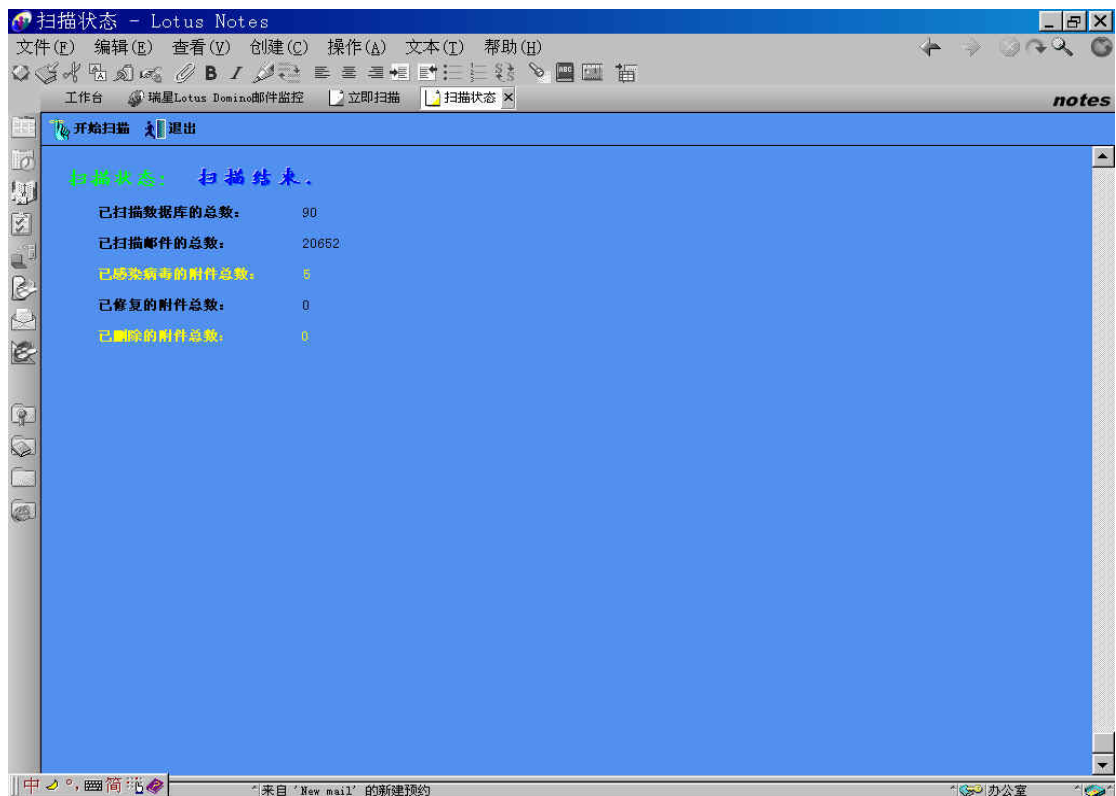 扫描状态 - Lotus Notes
文件(F) 编辑(E) 查看(V) 创建(C) 操作(A) 文本(T) 帮助(H)
B I
工作台 瑞星Lotus Domino邮件监控 立即扫描 扫描状态
notes
开始扫描 退出
扫描状态: 扫描结束.
已扫描数据库的总数: 90
已扫描邮件的总数: 20652
已感染病毒的附件总数: 5
已修复的附件总数: 0
已删除的附件总数: 0
中 简
来自 'New mail' 的新建预约 办公室